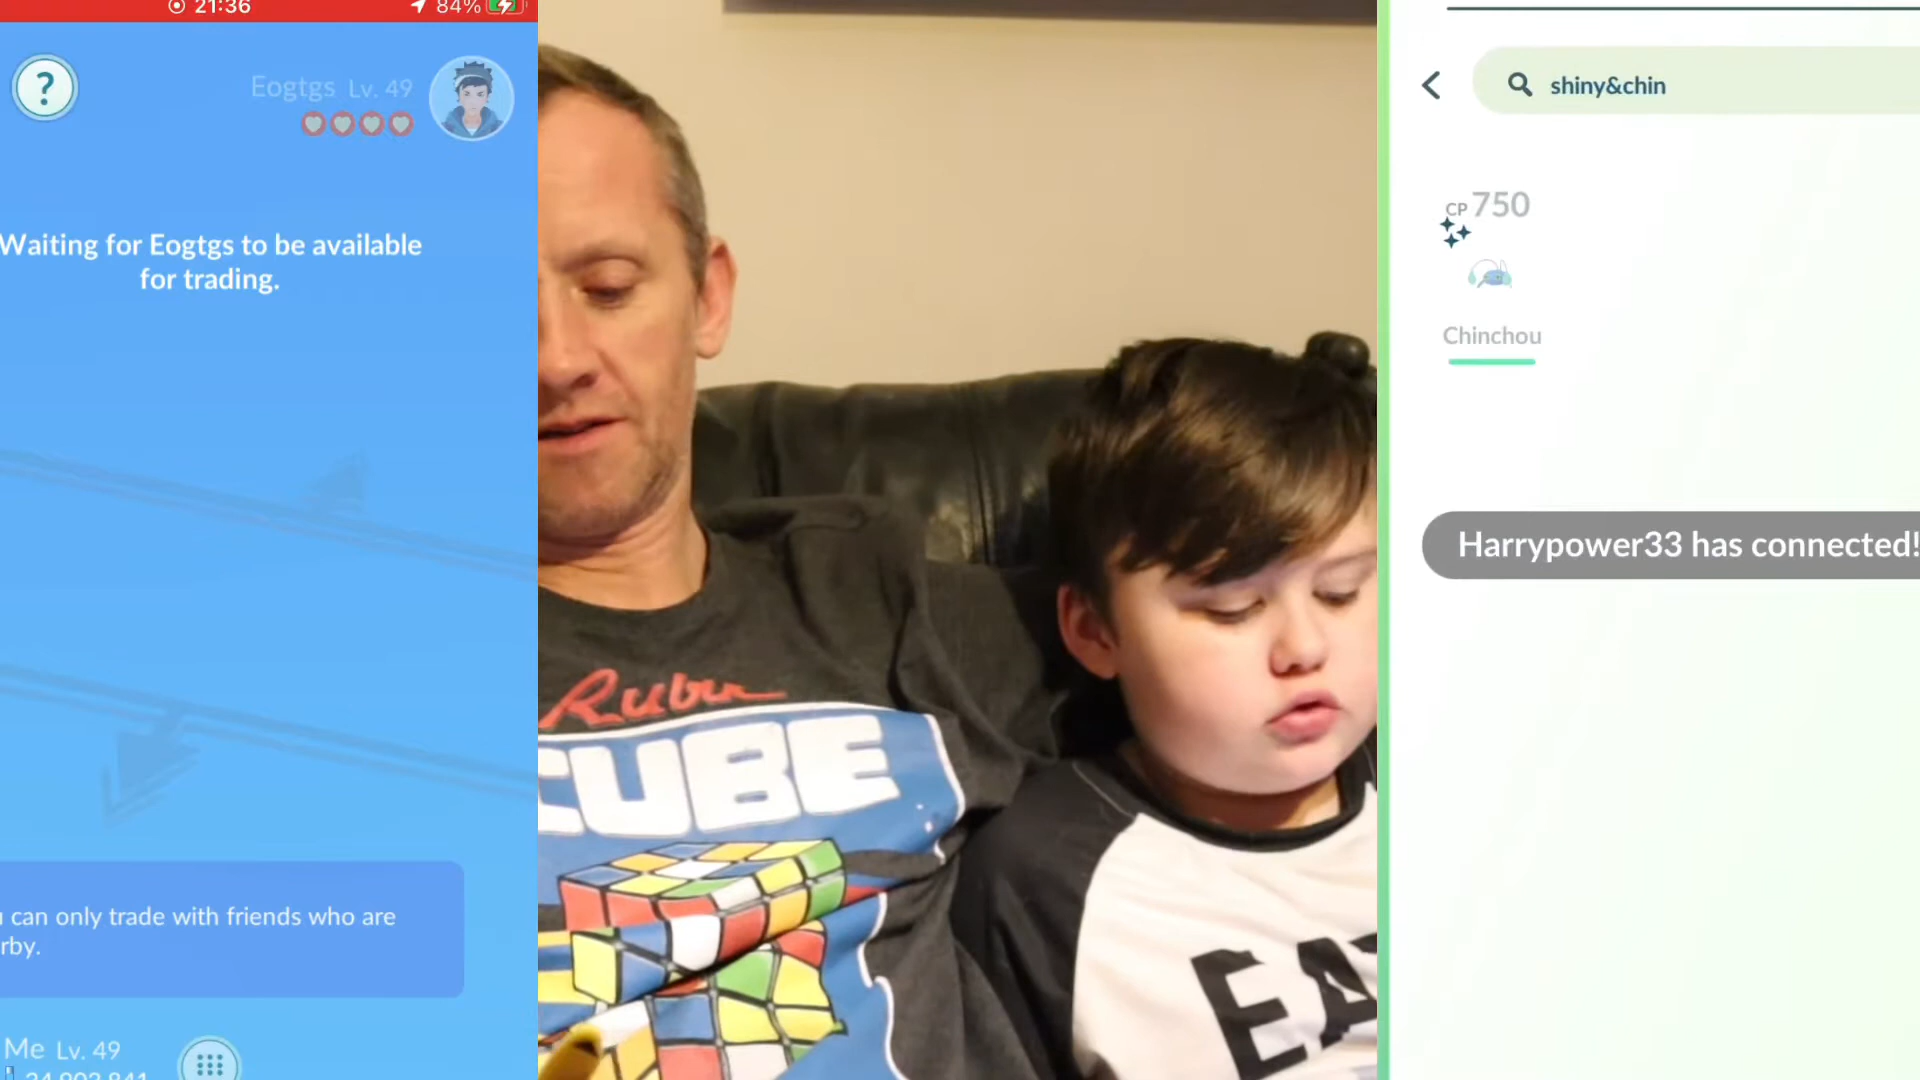 21:36
84%
?
Eogtgs Lv. 49
Waiting for Eogtgs to be available
for trading.
can only trade with friends who are
rby.
Me Lv. 49
CUBE
EA
shiny&chin
CP 750
Chinchou
Harrypower33 has connected!